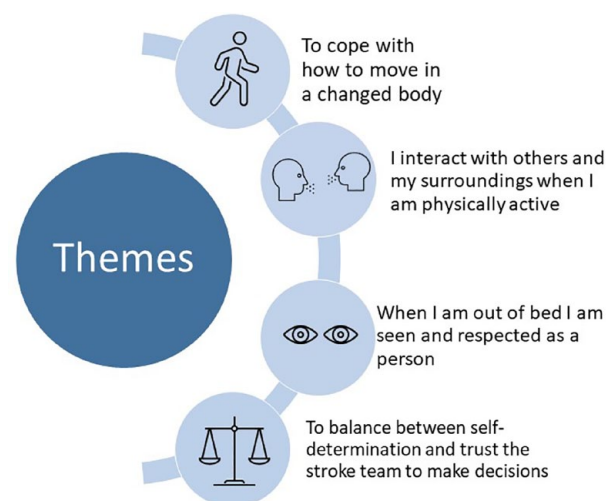 Themes
To cope with
how to move in
a changed body
I interact with others and
my surroundings when I
am physically active
When I am out of bed I am
seen and respected as a
person
To balance between self-
determination and trust the
stroke team to make decisions